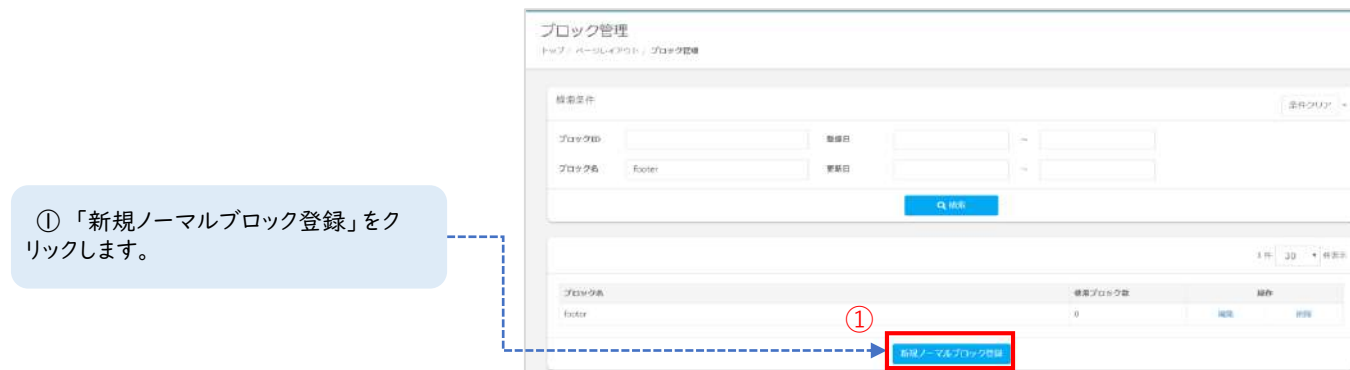 ブロック管理
トップ / ページレイアウト / ブロック管理
検索条件
条件クリア
ブロックID
登録日
~
ブロック名
footer
更新日
~
検索
① 「新規ノーマルブロック登録」をク
リックします。
1 件 30 件表示
ブロック名 使用ブロック数 操作
footer 0 編集 削除
①
新規ノーマルブロック登録